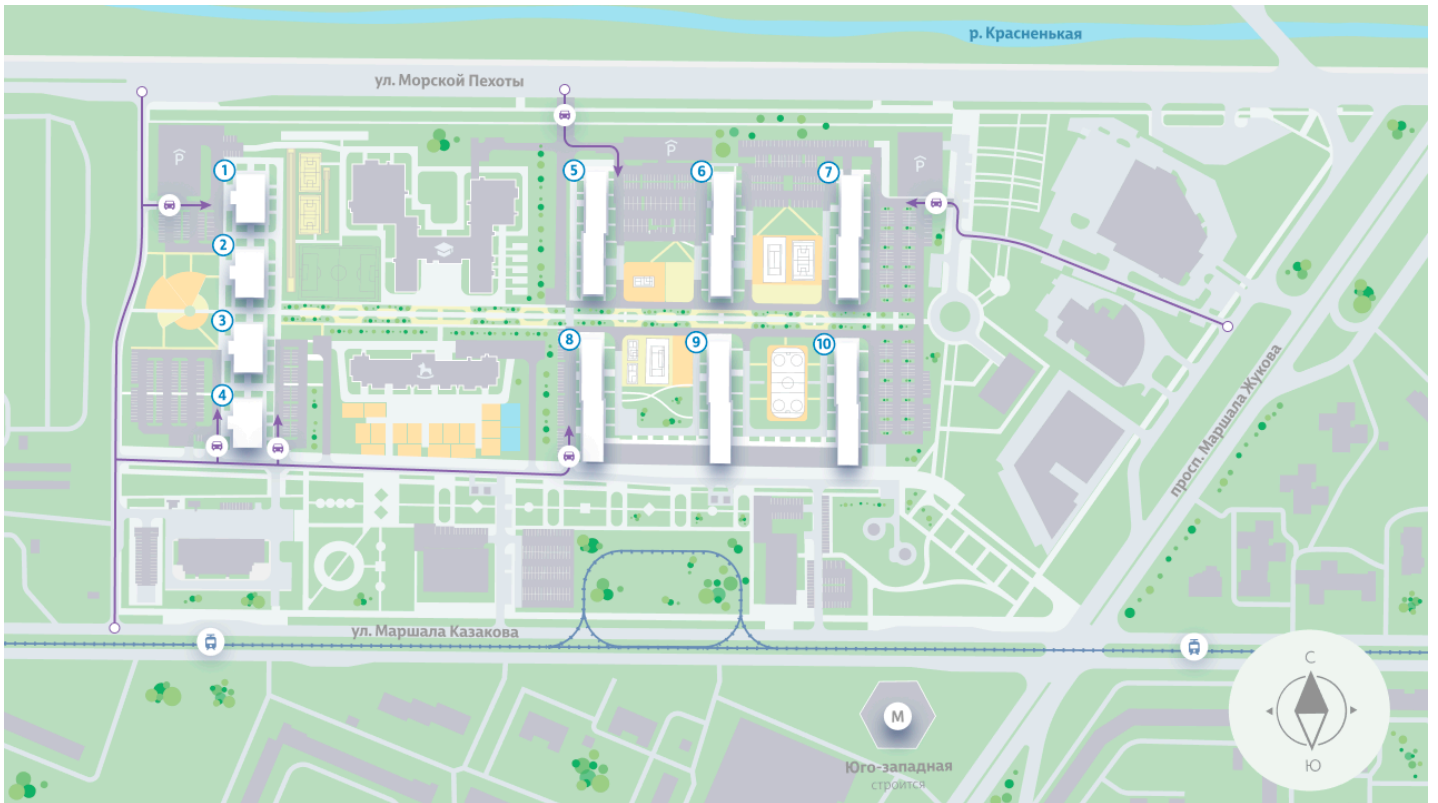 р. Красненькая
ул. Морской Пехоты
P
P
P
1
5
6
7
2
3
8
9
10
4
просп. Маршала Жукова
ул. Маршала Казакова
С
М
Юго-западная
строится
Ю